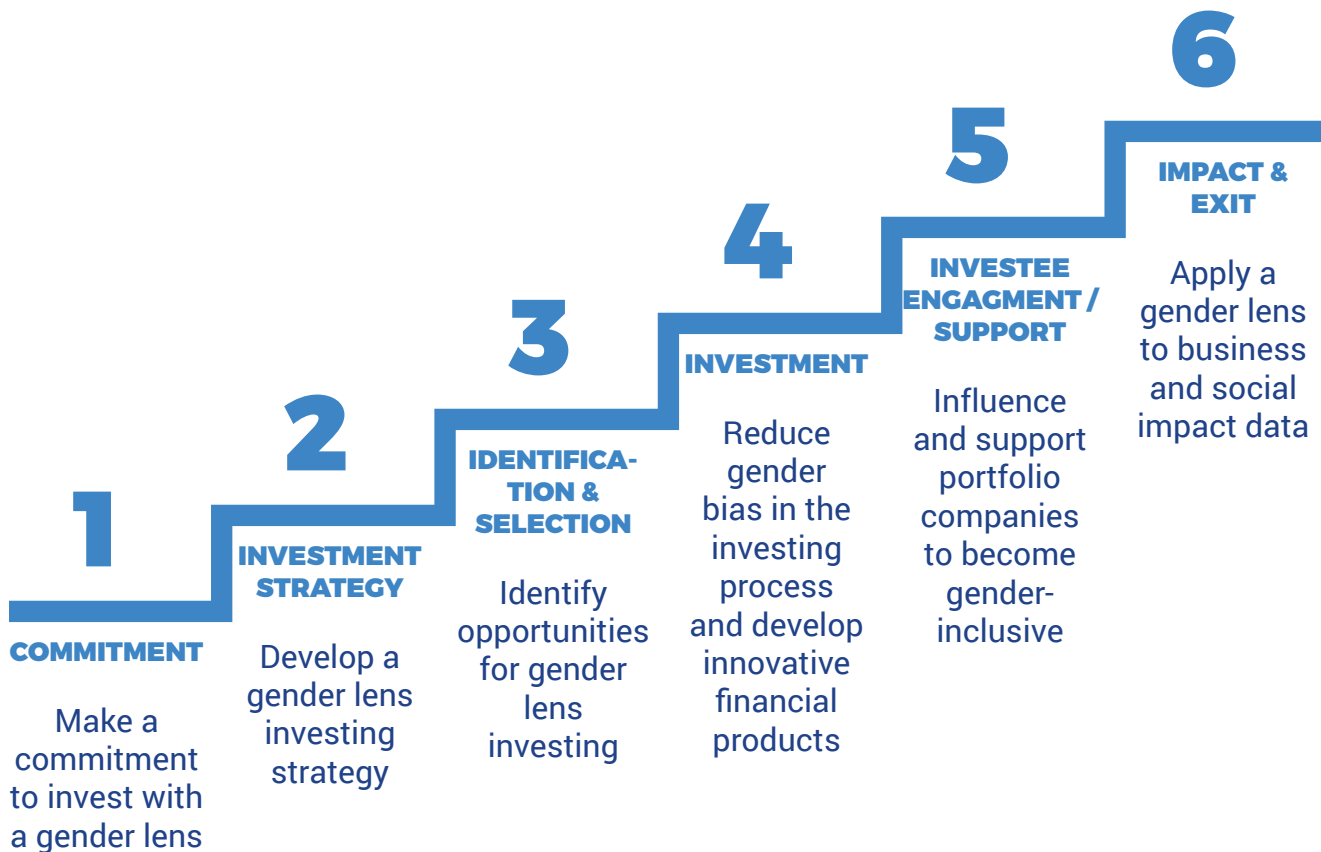 1
COMMITMENT
Make a
commitment
to invest with
a gender lens
2
INVESTMENT
STRATEGY
Develop a
gender lens
investing
strategy
3
IDENTIFICA-
TION &
SELECTION
Identify
opportunities
for gender
lens
investing
4
INVESTMENT
Reduce
gender
bias in the
investing
process
and develop
innovative
financial
products
5
INVESTEE
ENGAGMENT /
SUPPORT
Influence
and support
portfolio
companies
to become
gender-
inclusive
6
IMPACT &
EXIT
Apply a
gender lens
to business
and social
impact data